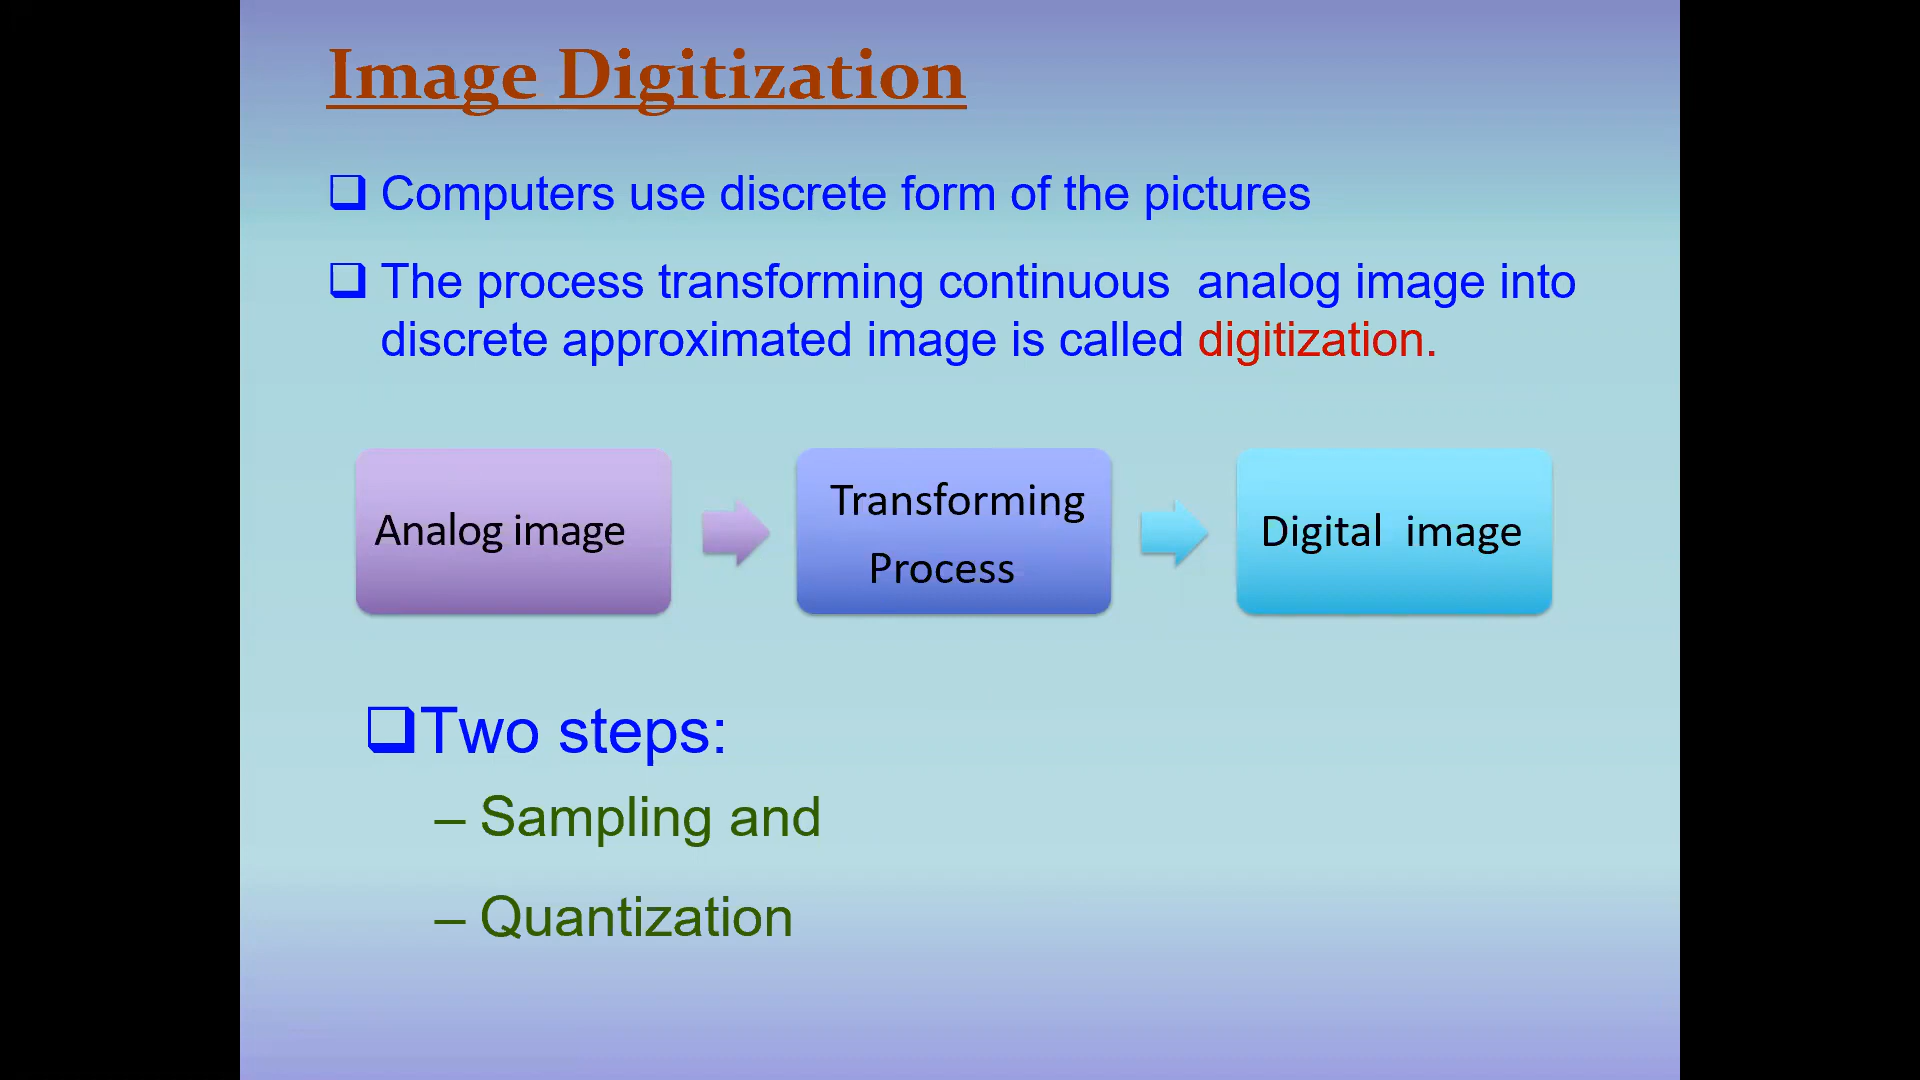 Image Digitization
❑ Computers use discrete form of the pictures
❑ The process transforming continuous analog image into
discrete approximated image is called digitization.
Analog image
Transforming
Process
Digital image
❑Two steps:
– Sampling and
– Quantization